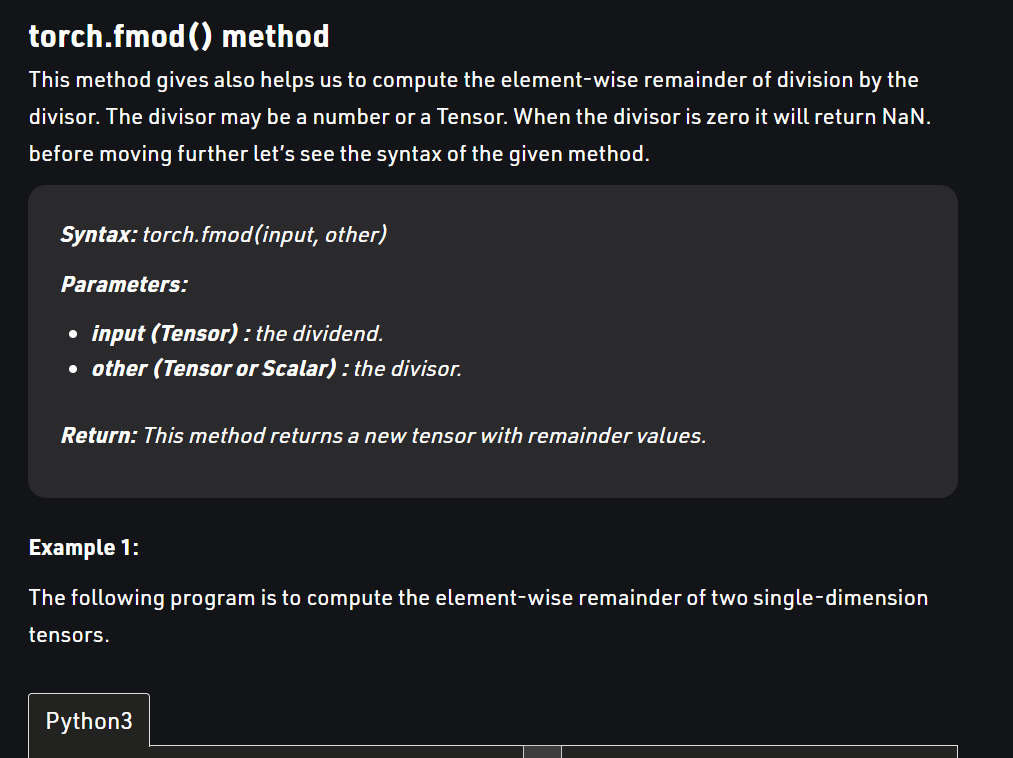 torch.fmod() method
This method gives also helps us to compute the element-wise remainder of division by the
divisor. The divisor may be a number or a Tensor. When the divisor is zero it will return NaN.
before moving further let’s see the syntax of the given method.
Syntax: torch.fmod(input, other)
Parameters:
• input (Tensor) : the dividend.
• other (Tensor or Scalar) : the divisor.
Return: This method returns a new tensor with remainder values.
Example 1:
The following program is to compute the element-wise remainder of two single-dimension
tensors.
Python3